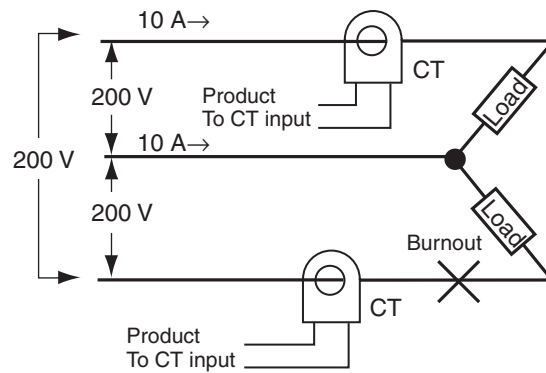 10 A→
CT
200 V
Product
To CT input
Load
10 A→
200 V
200 V
Load
Burnout
CT
Product
To CT input